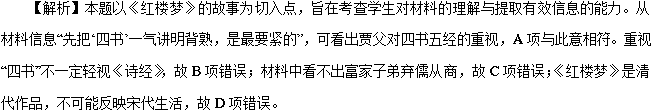 【解析】本题以《红楼梦》的故事为切入点，旨在考查学生对材料的理解与提取有效信息的能力。从
材料信息“先把‘四书’一气讲明背熟，是最要紧的”，可看出贾父对四书五经的重视，A 项与此意相符。重视
“四书”不一定轻视《诗经》，故 B 项错误；材料中看不出富家子弟弃儒从商，故 C 项错误；《红楼梦》是清
代作品，不可能反映宋代生活，故 D 项错误。